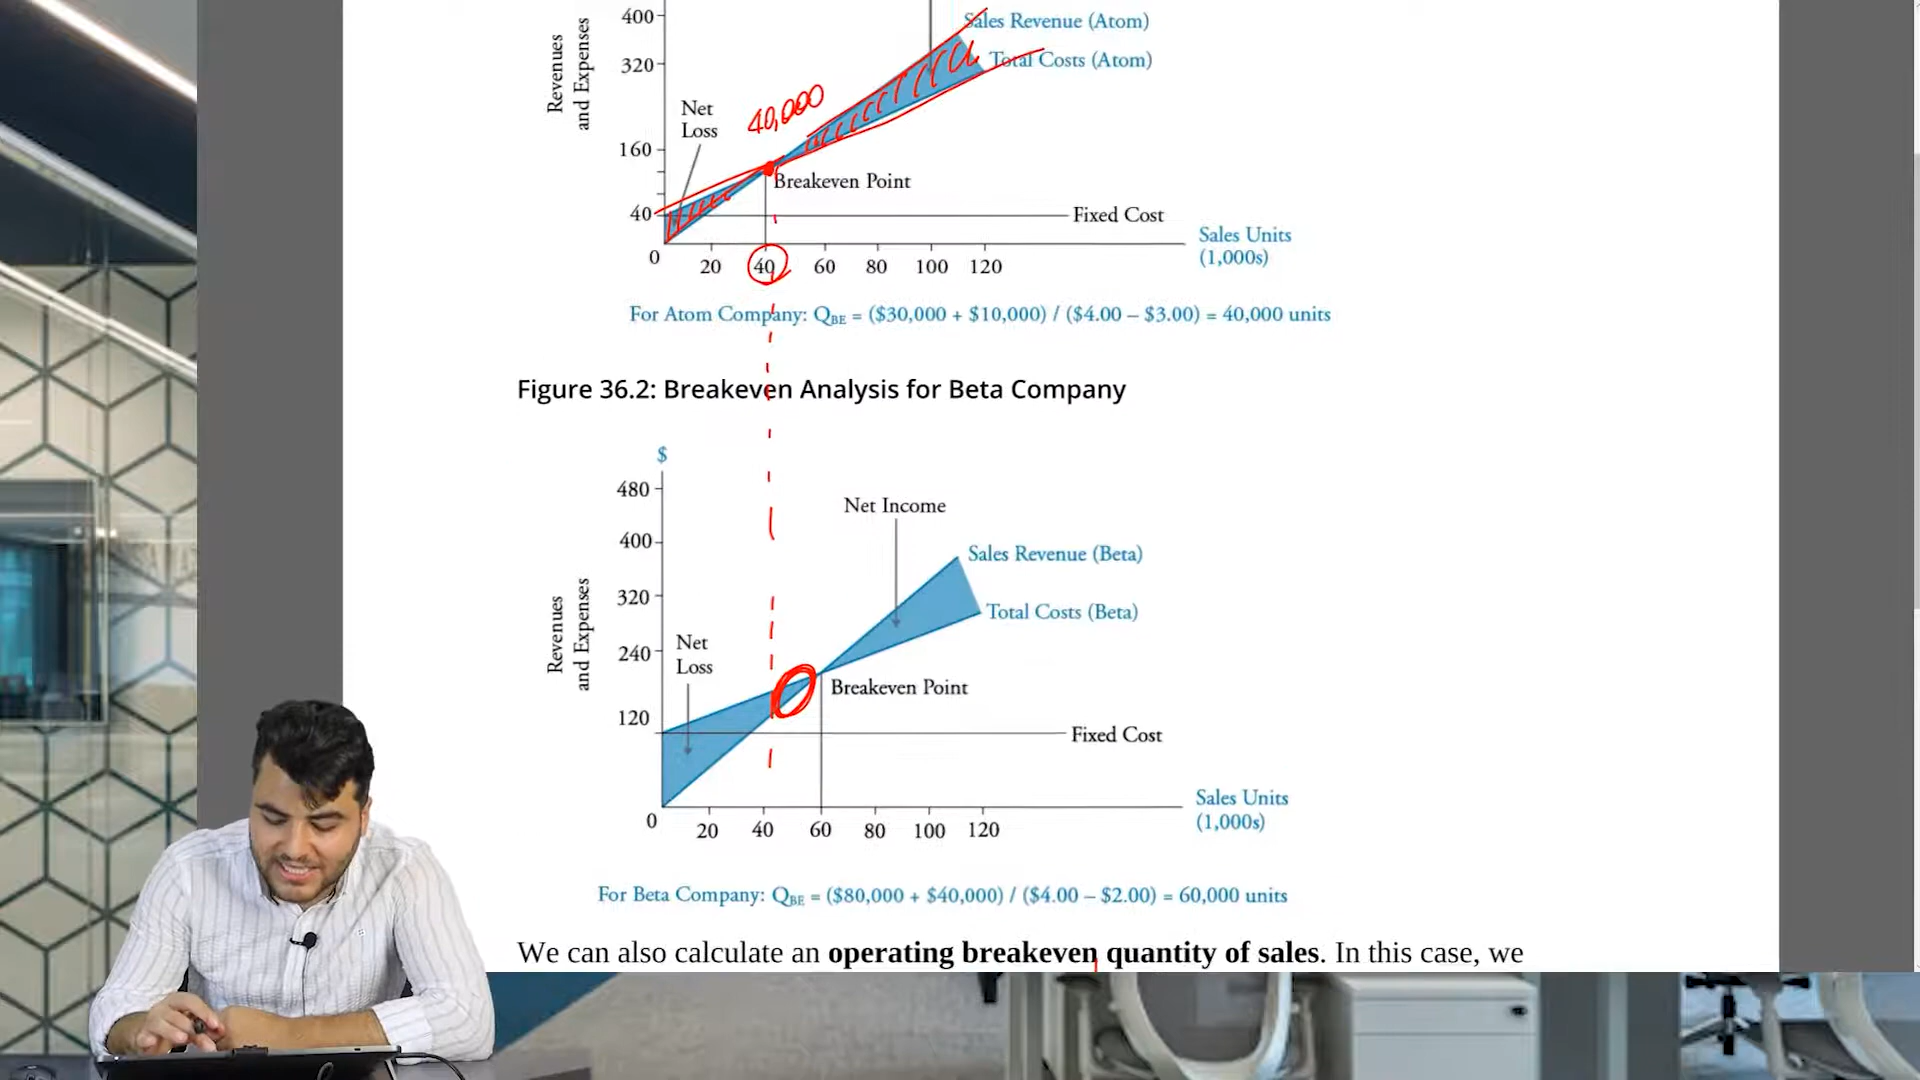 400
Sales Revenue (Atom)
320
Total Costs (Atom)
Revenues
and Expenses
Net
Loss
40,000
160
Breakeven Point
40
Fixed Cost
Sales Units
(1,000s)
0 20 40 60 80 100 120
For Atom Company: QBE = ($30,000 + $10,000) / ($4.00 – $3.00) = 40,000 units
Figure 36.2: Breakeven Analysis for Beta Company
$
480
Net Income
400
Sales Revenue (Beta)
320
Total Costs (Beta)
Revenues
and Expenses
Net
Loss
240
Breakeven Point
120
Fixed Cost
Sales Units
(1,000s)
0 20 40 60 80 100 120
For Beta Company: QBE = ($80,000 + $40,000) / ($4.00 – $2.00) = 60,000 units
We can also calculate an operating breakeven quantity of sales. In this case, we